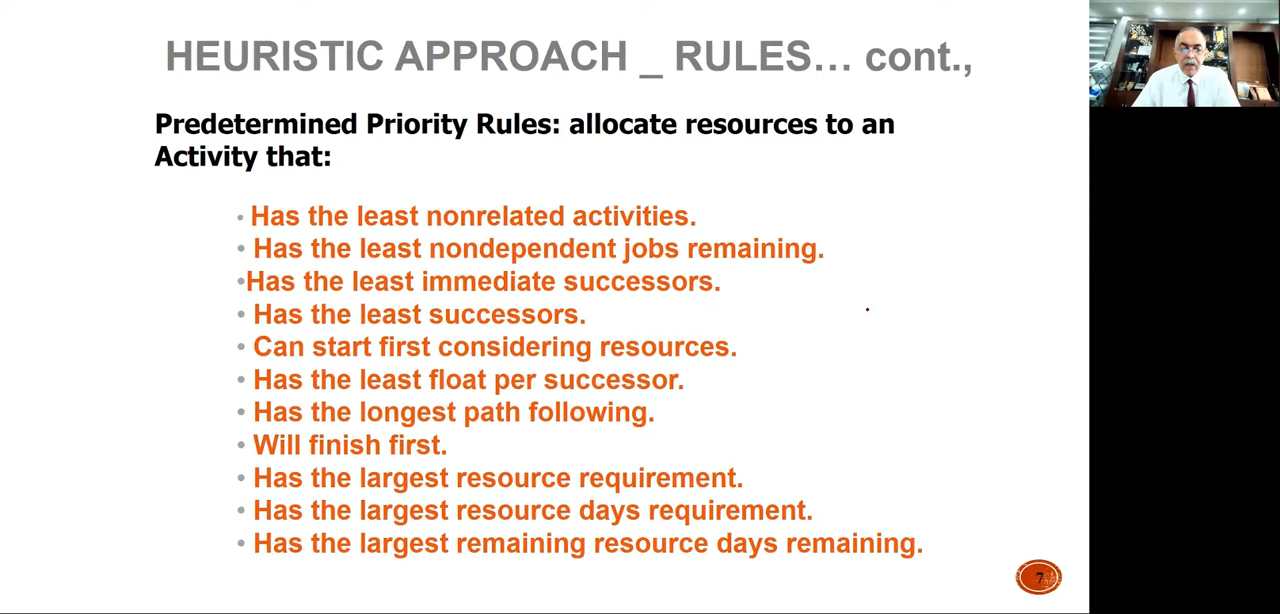 HEURISTIC APPROACH _ RULES... cont.,
Predetermined Priority Rules: allocate resources to an
Activity that:
• Has the least nonrelated activities.
• Has the least nondependent jobs remaining.
•Has the least immediate successors.
• Has the least successors.
• Can start first considering resources.
• Has the least float per successor.
• Has the longest path following.
• Will finish first.
• Has the largest resource requirement.
• Has the largest resource days requirement.
• Has the largest remaining resource days remaining.
7